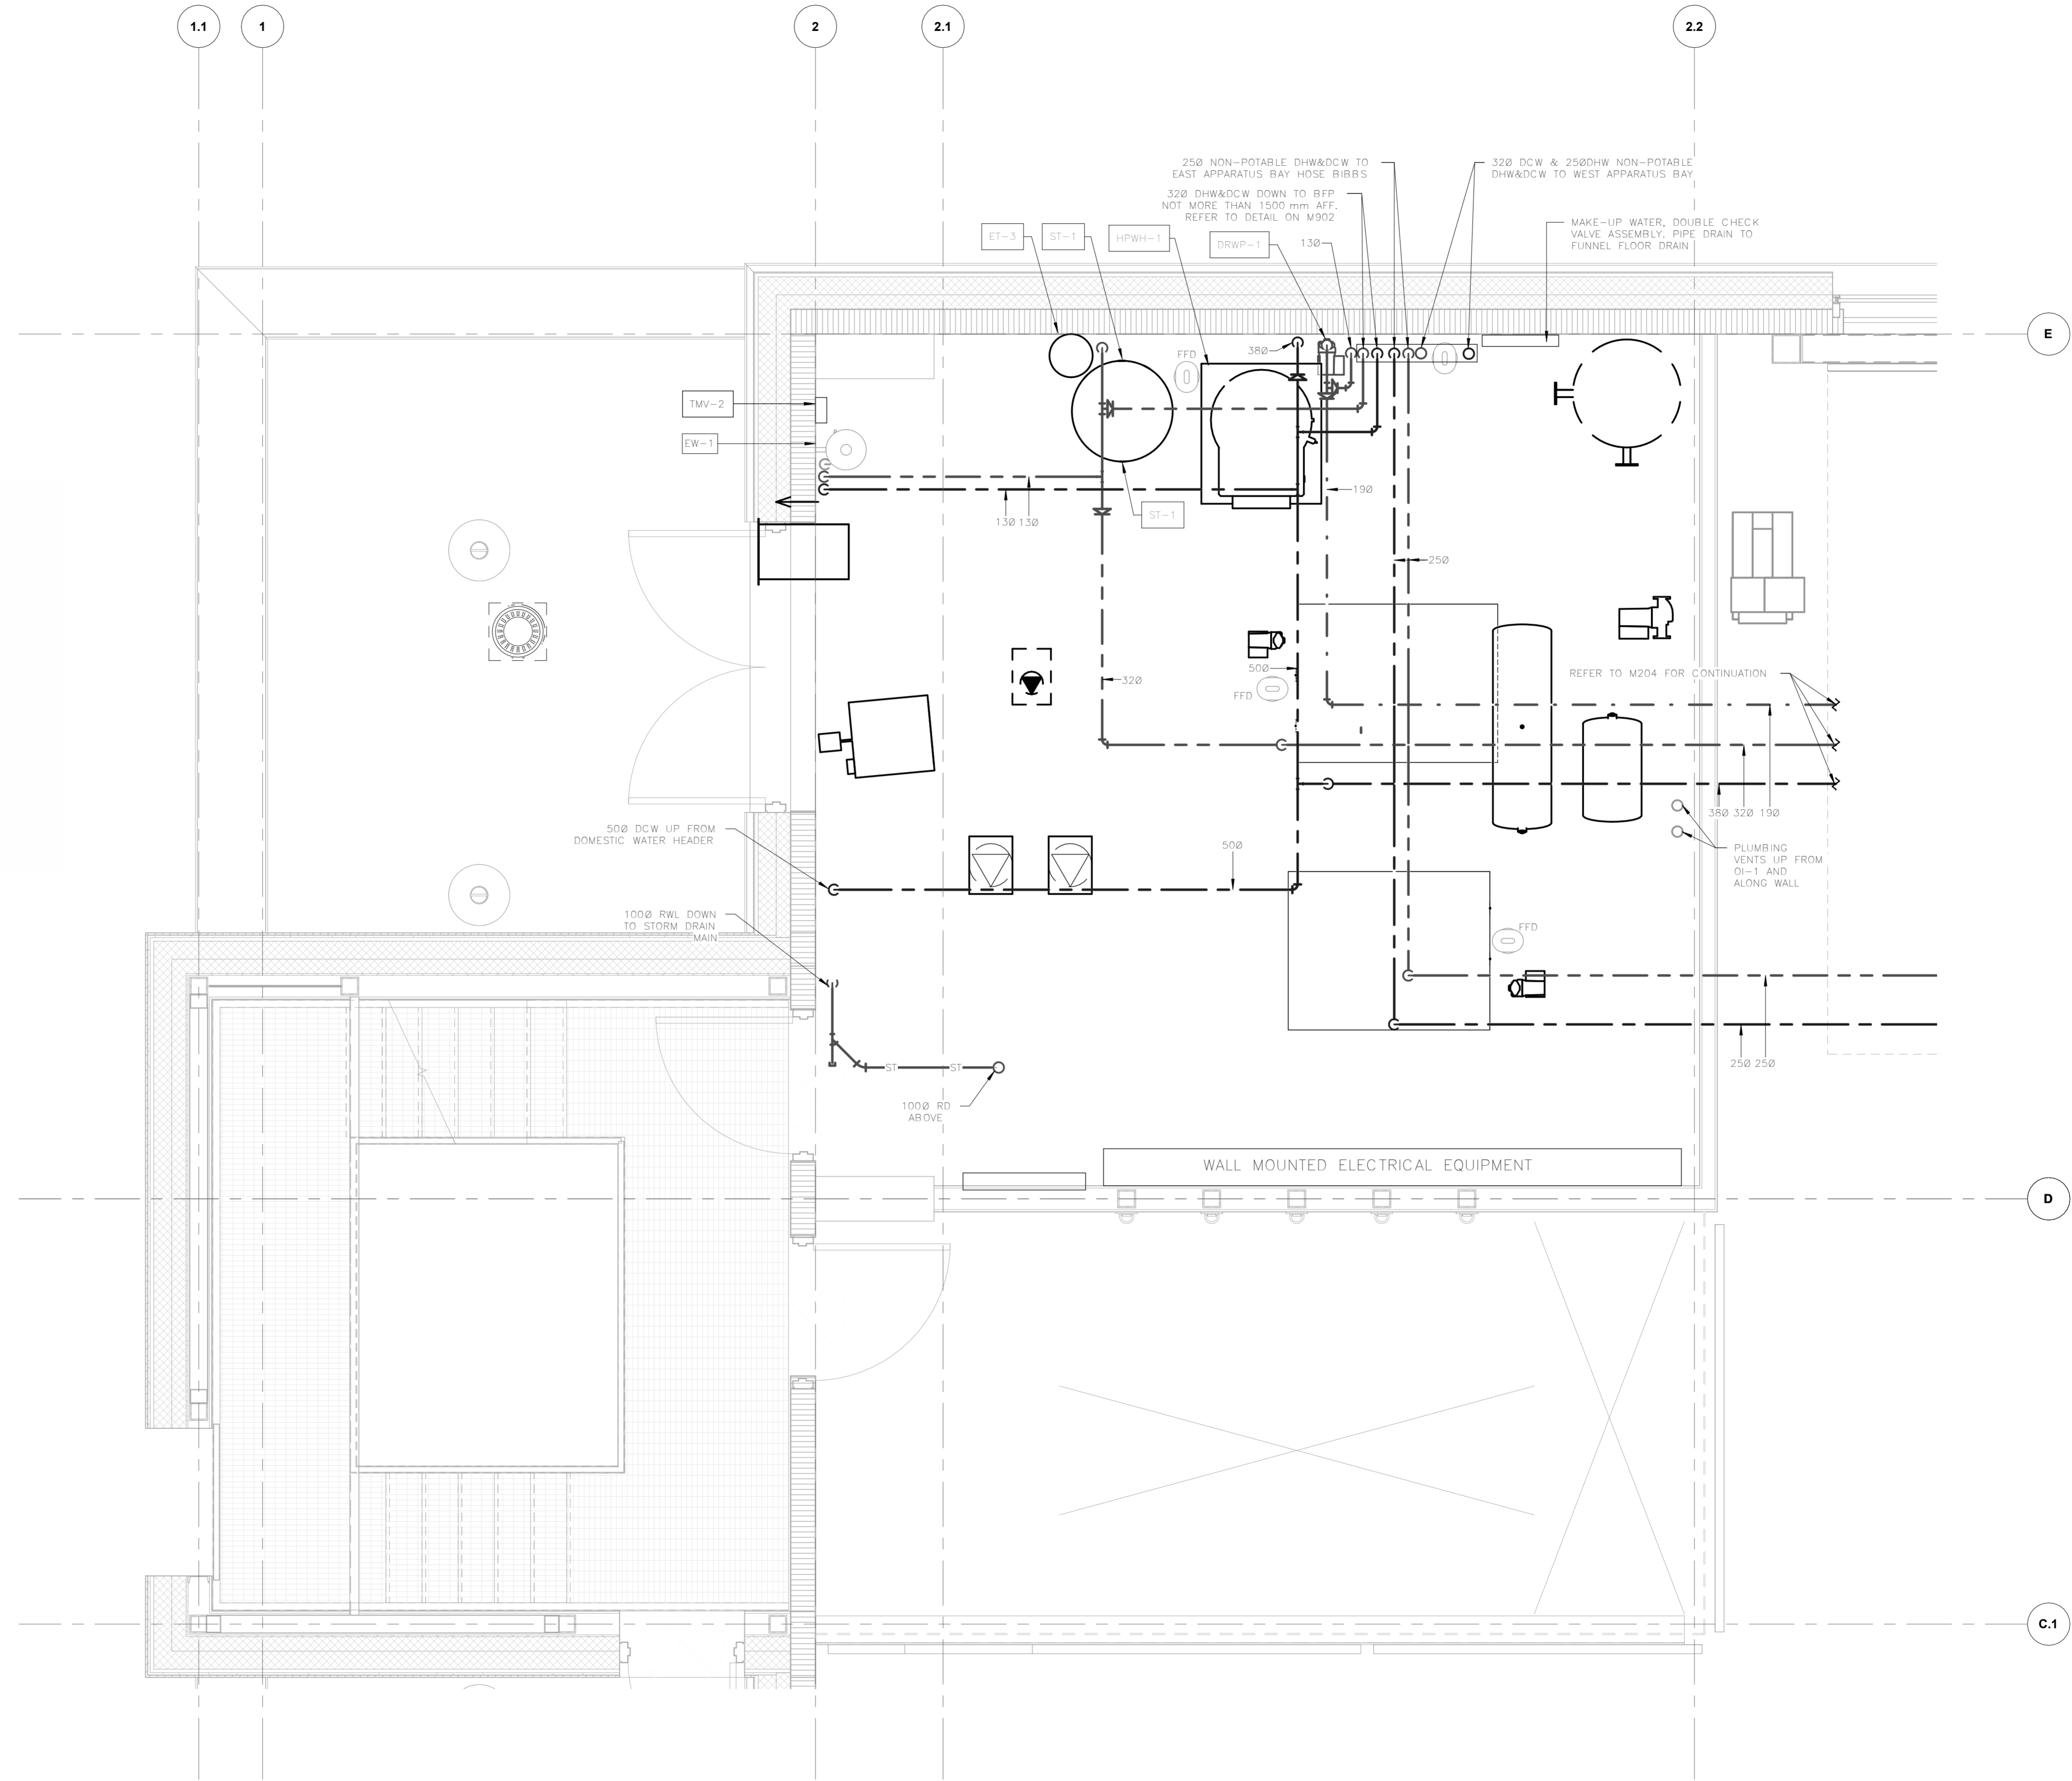 1.1
1
2
2.1
2.2
25Ø NON-POTABLE DHW&DCW TO
EAST APPARATUS BAY HOSE BIBBS
32Ø DCW & 25ØDHW NON-POTABLE
DHW&DCW TO WEST APPARATUS BAY
32Ø DHW&DCW DOWN TO BFP
NOT MORE THAN 1500 mm AFF.
REFER TO DETAIL ON M902
MAKE-UP WATER, DOUBLE CHECK
VALVE ASSEMBLY. PIPE DRAIN TO
FUNNEL FLOOR DRAIN
ET-3
ST-1
HPWH-1
DRWP-1
13Ø
E
FFD
38Ø
TMV-2
EW-1
19Ø
ST-1
13Ø 13Ø
25Ø
50Ø
FFD
32Ø
REFER TO M204 FOR CONTINUATION
38Ø 32Ø 19Ø
50Ø DCW UP FROM
DOMESTIC WATER HEADER
50Ø
PLUMBING
VENTS UP FROM
OI-1 AND
ALONG WALL
100Ø RWL DOWN
TO STORM DRAIN
MAIN
FFD
ST
ST
25Ø 25Ø
100Ø RD
ABOVE
WALL MOUNTED ELECTRICAL EQUIPMENT
D
C.1